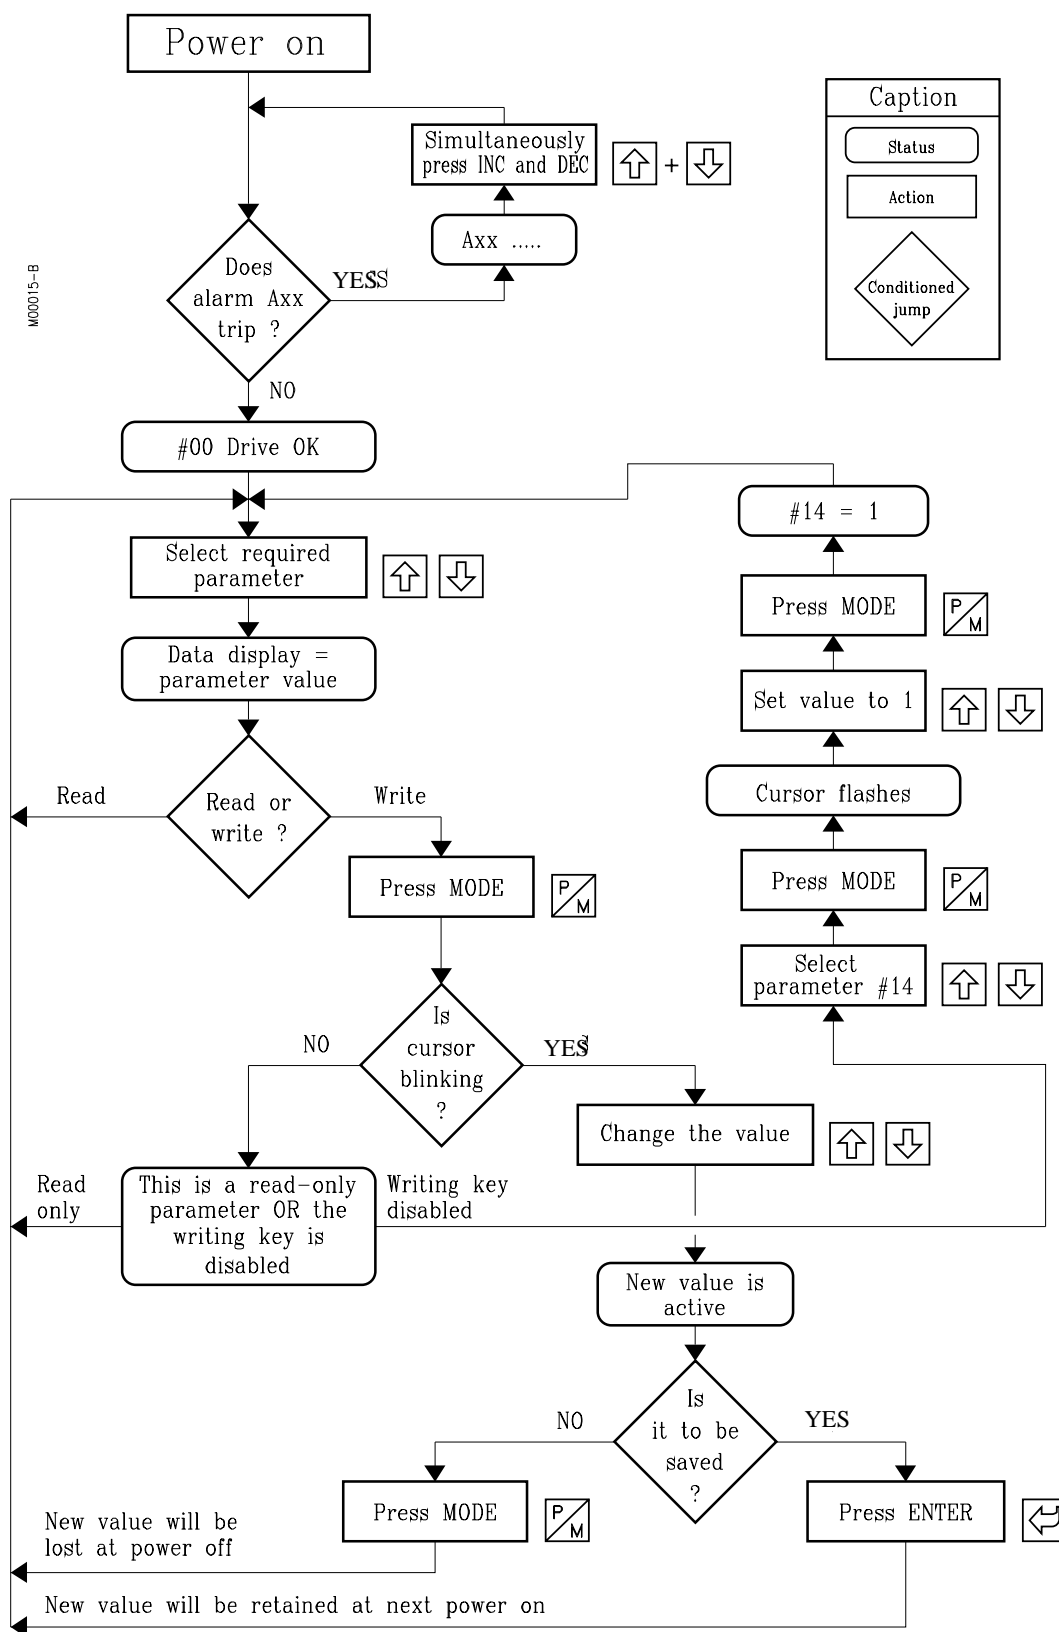 Power on
Simultaneously
press INC and DEC
+
Axx .....
Caption
Status
Action
Conditioned
jump
M00015-B
Does
alarm Axx
trip ?
YES
NO
#00 Drive OK
Select required
parameter
Data display =
parameter value
Read or
write ?
Read
Write
Press MODE
P/M
Is
cursor
blinking
?
NO
YES
This is a read-only
parameter OR the
writing key is
disabled
Read
only
Writing key
disabled
#14 = 1
Press MODE
P/M
Set value to 1
Cursor flashes
Press MODE
P/M
Select
parameter #14
Change the value
New value is
active
Is
it to be
saved
?
NO
YES
Press MODE
P/M
Press ENTER
New value will be
lost at power off
New value will be retained at next power on